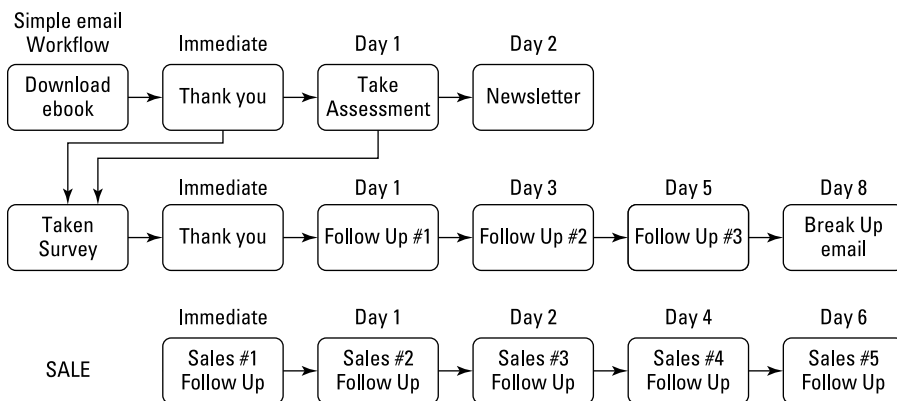 Simple email
Workflow
Immediate
Day 1
Day 2
Download
ebook
Thank you
Take
Assessment
Newsletter
Immediate
Day 1
Day 3
Day 5
Day 8
Taken
Survey
Thank you
Follow Up #1
Follow Up #2
Follow Up #3
Break Up
email
Immediate
Day 1
Day 2
Day 4
Day 6
SALE
Sales #1
Follow Up
Sales #2
Follow Up
Sales #3
Follow Up
Sales #4
Follow Up
Sales #5
Follow Up